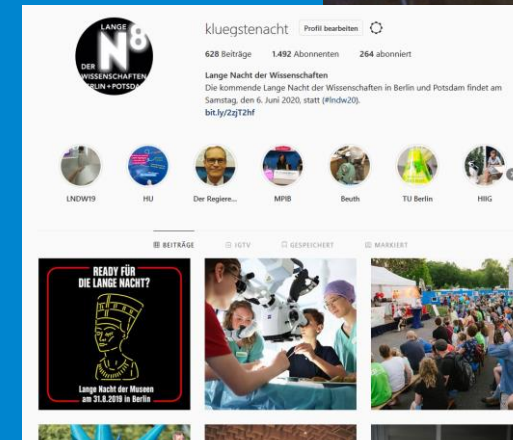 LANGE
N8
DER
WISSENSCHAFTEN
BERLIN + POTSDAM
kluegstenacht Profil bearbeiten
628 Beiträge 1.492 Abonnenten 264 abonniert
Lange Nacht der Wissenschaften
Die kommende Lange Nacht der Wissenschaften in Berlin und Potsdam findet am
Samstag, den 6. Juni 2020, statt (#lndw20).
bit.ly/2zjT2hf
LNDW19 HU Der Regiere... MPIB Beuth TU Berlin HIIG
BEITRÄGE IGTV GESPEICHERT MARKIERT
READY FÜR
DIE LANGE NACHT?
Lange Nacht der Museen
am 31.8.2019 in Berlin